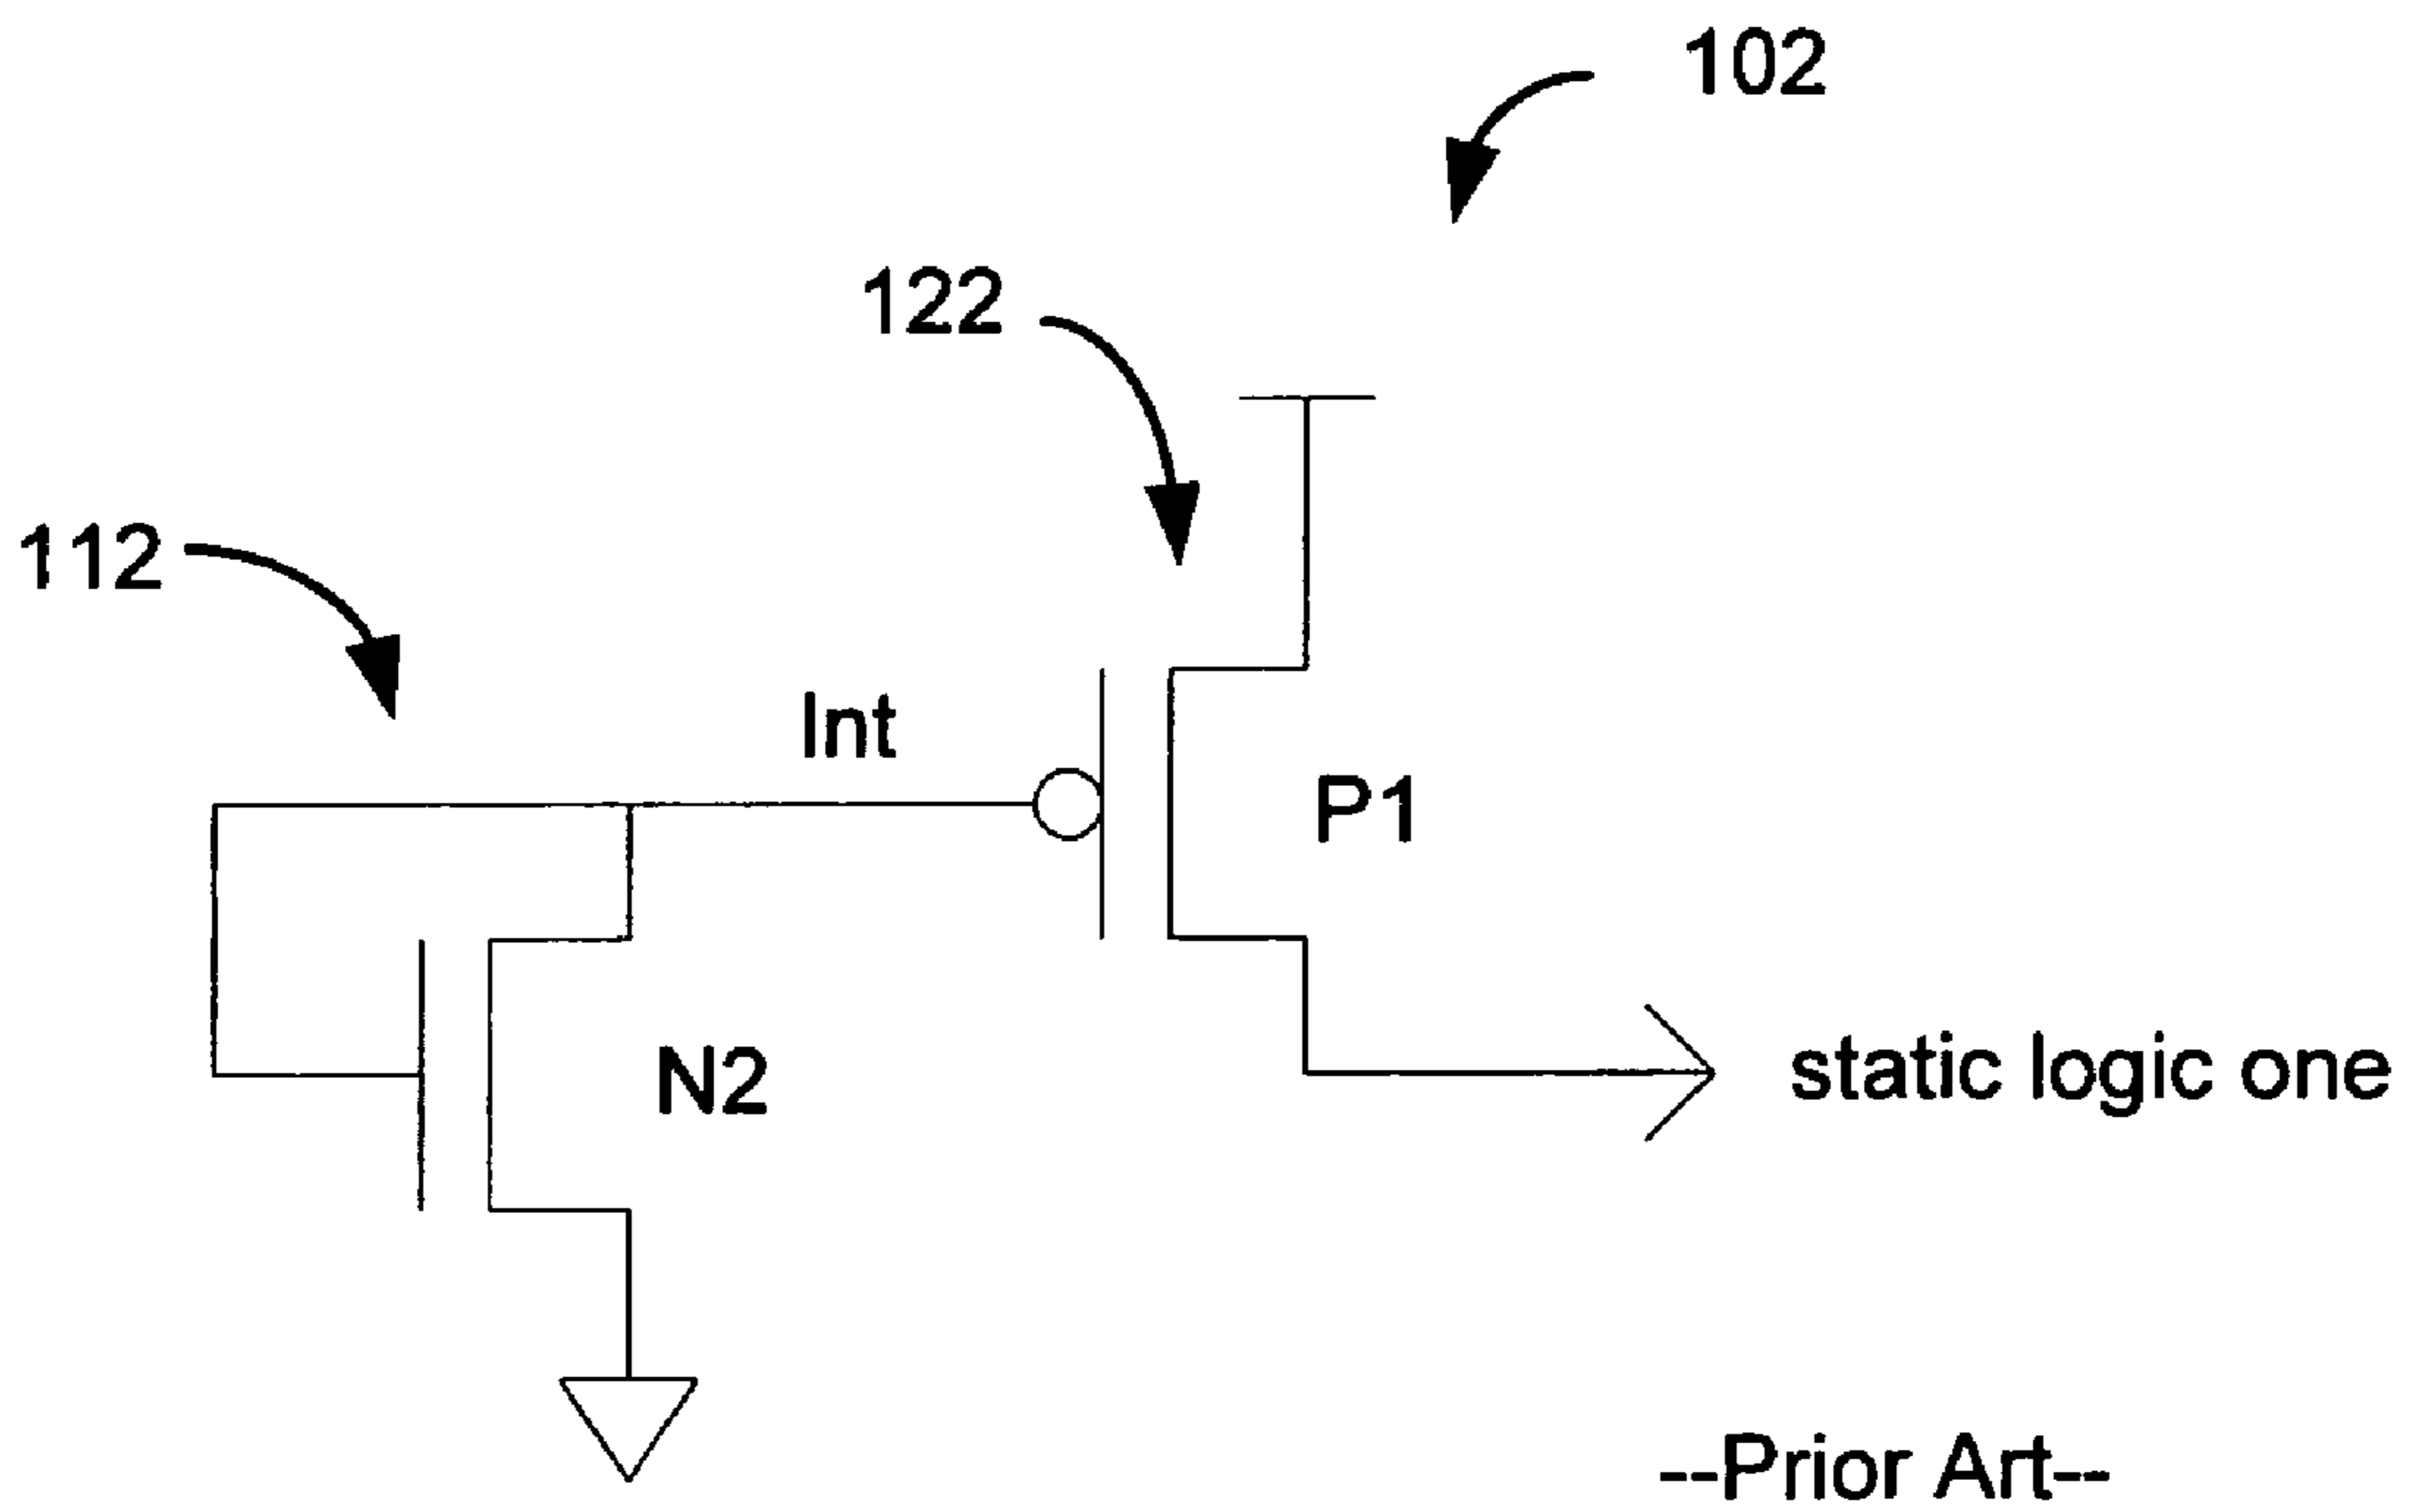 102
122
112
Int
P1
N2
static logic one
--Prior Art--